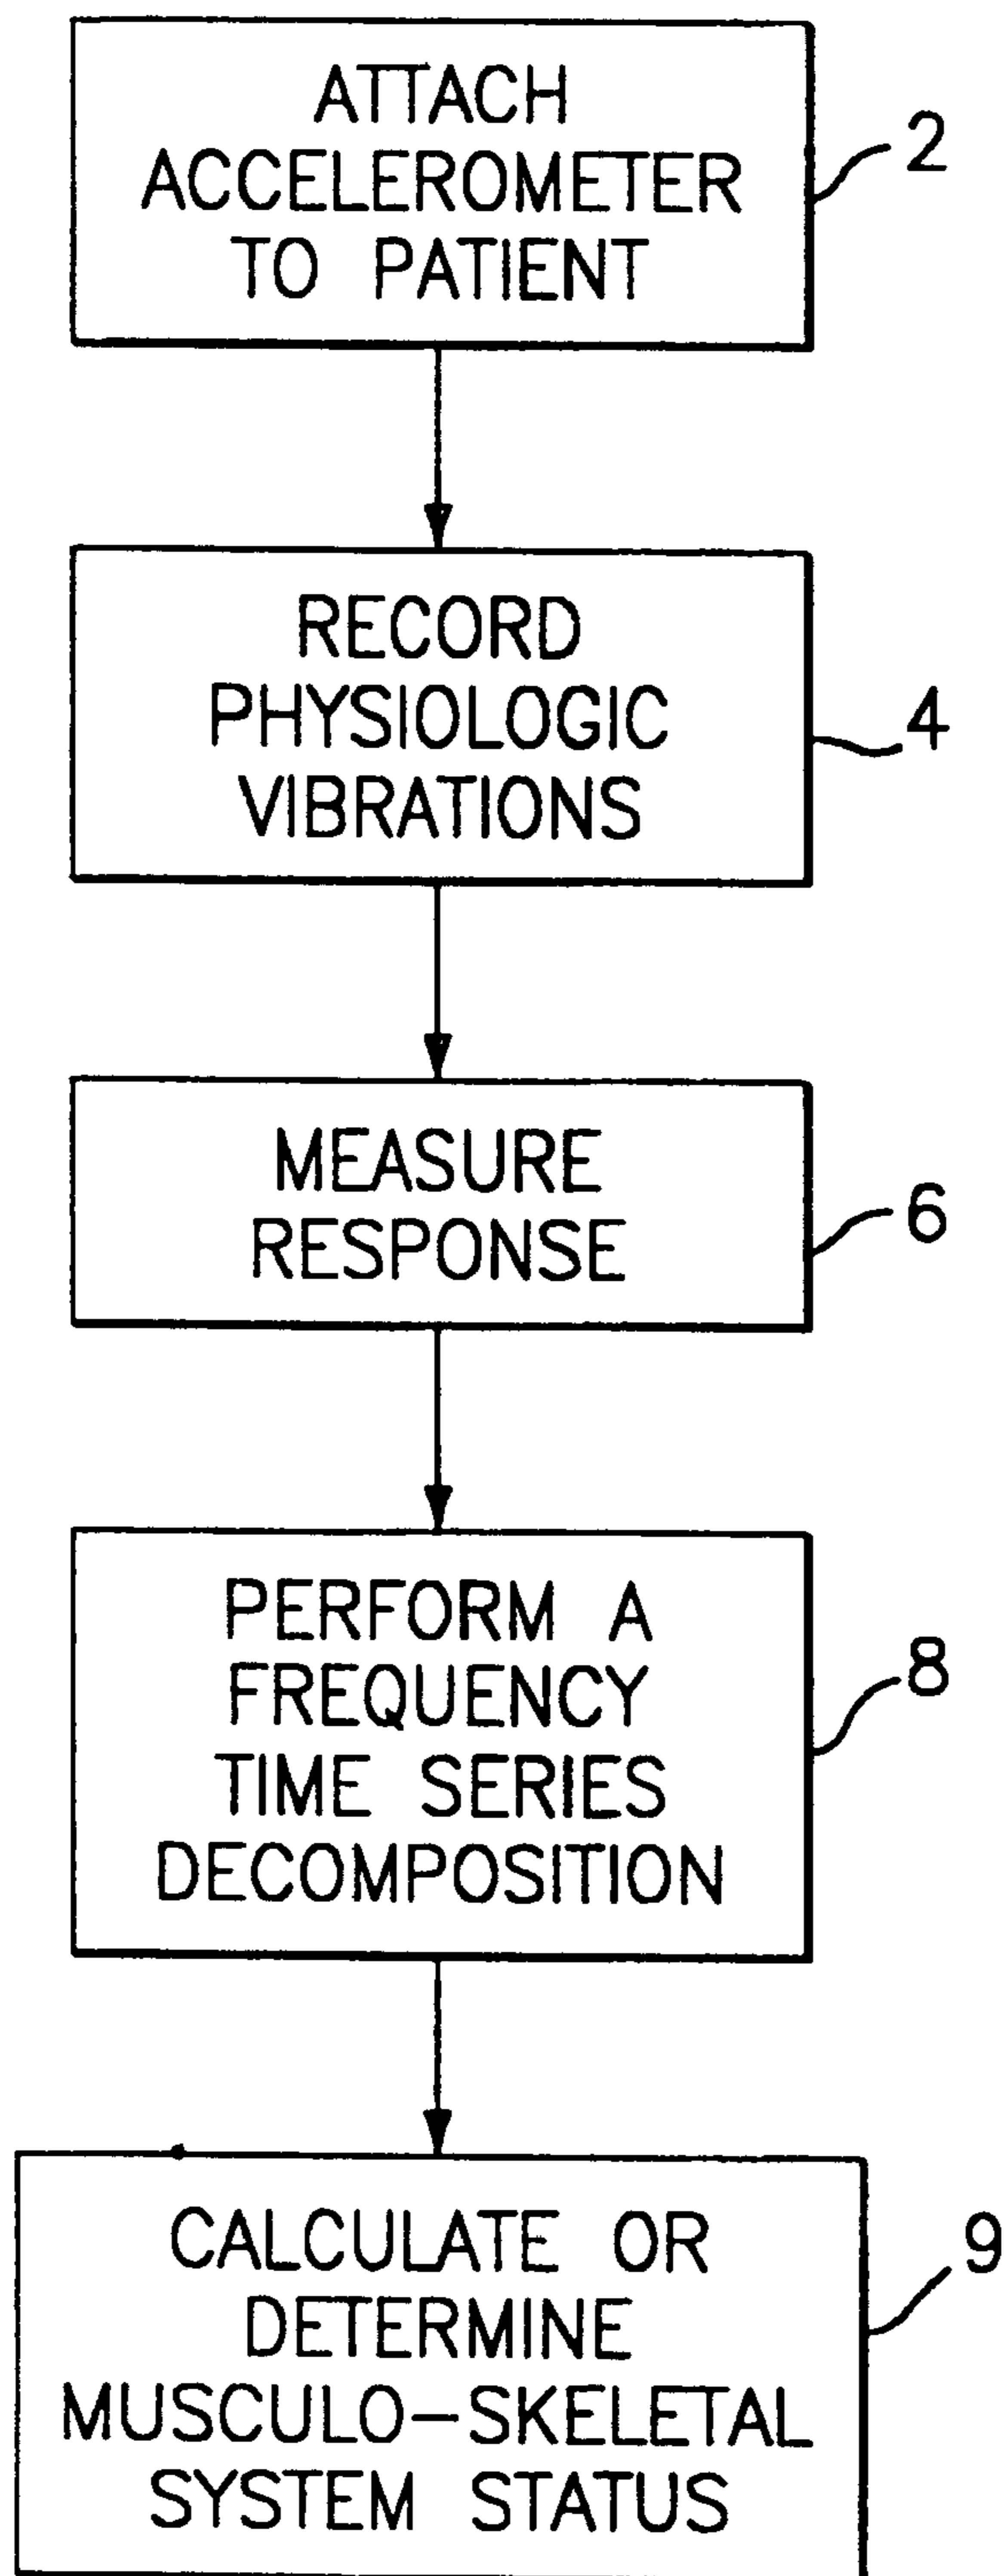 ATTACH
ACCELEROMETER
TO PATIENT
2
RECORD
PHYSIOLOGIC
VIBRATIONS
4
MEASURE
RESPONSE
6
PERFORM A
FREQUENCY
TIME SERIES
DECOMPOSITION
8
CALCULATE OR
DETERMINE
MUSCULO-SKELETAL
SYSTEM STATUS
9